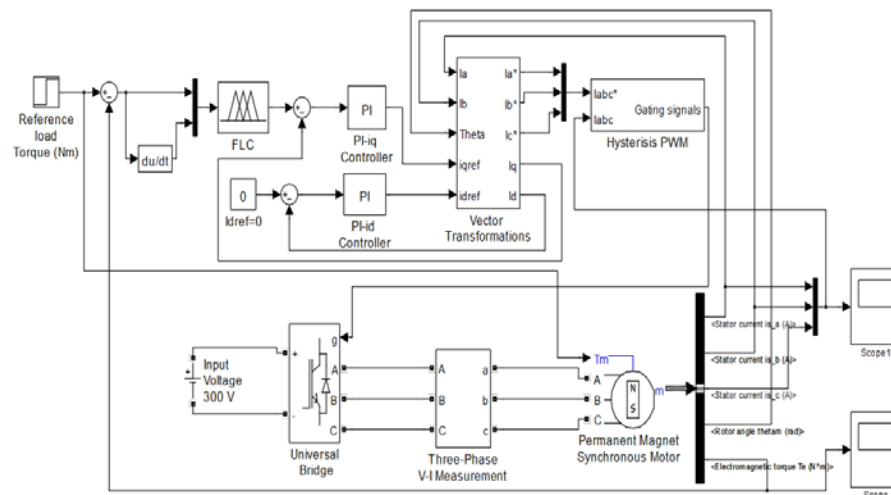 Reference
load
Torque (Nm)
du/dt
FLC
0
Idref=0
PI
PI-iq
Controller
PI
PI-id
Controller
Ia
Ib
Theta
iqref
idref
Ia*
Ib*
Ic*
Iq
Id
Vector
Transformations
Iabc*
Iabc
Gating signals
Hysterisis PWM
Scope1
Input
Voltage
300 V
+
-
g
A
B
C
Universal
Bridge
A
B
C
a
b
c
Three-Phase
V-I Measurement
Tm
A
B
C
N
S
m
Permanent Magnet
Synchronous Motor
<Stator current is_a (A)>
<Stator current is_b (A)>
<Stator current is_c (A)>
<Rotor angle thetam (rad)>
<Electromagnetic torque Te (N*m)>